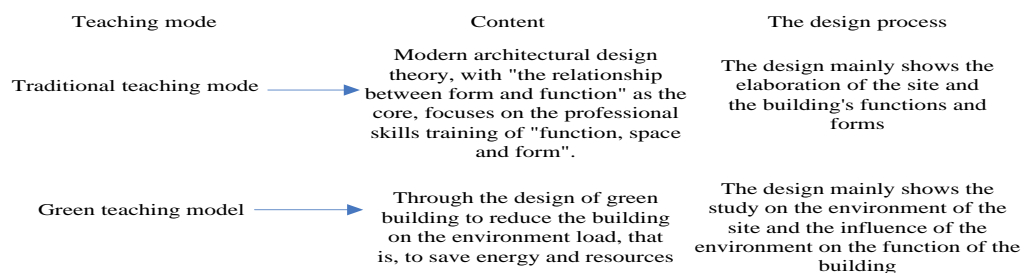 Teaching mode
Content
The design process
Traditional teaching mode
Modern architectural design
theory, with "the relationship
between form and function" as the
core, focuses on the professional
skills training of "function, space
and form".
The design mainly shows the
elaboration of the site and
the building's functions and
forms
Green teaching model
Through the design of green
building to reduce the building
on the environment load, that
is, to save energy and resources
The design mainly shows the
study on the environment of the
site and the influence of the
environment on the function of the
building